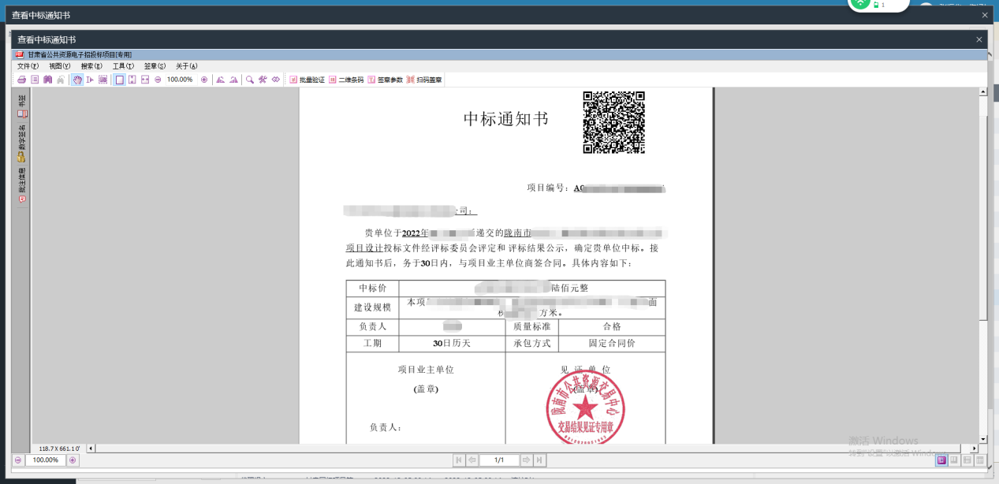 查看中标通知书
查看中标通知书
甘肃省公共资源电子招投标项目[专用]
文件(F) 视图(V) 搜索(E) 工具(T) 签章(S) 关于(A)
100.00% 批量验证 二维条码 签章参数 扫码盖章
书签
数字签名
批注信息
中标通知书
项目编号：A0
公司：
贵单位于2022年 递交的陇南市
项目设计投标文件经评标委员会评定和 评标结果公示，确定贵单位中标。接
此通知书后，务于30日内，与项目业主单位商签合同。具体内容如下：
中标价 陆佰元整
建设规模 本项 面
方米。
负责人 质量标准 合格
工期 30日历天 承包方式 固定合同价
项目业主单位 见 证 单 位
(盖章) (盖章)
陇南市公共资源交易中心
交易结果见证专用章
负责人：
激活 Windows
转到"设置"以激活 Windows。
118.7 X 661.1 0'
100.00% 1/1